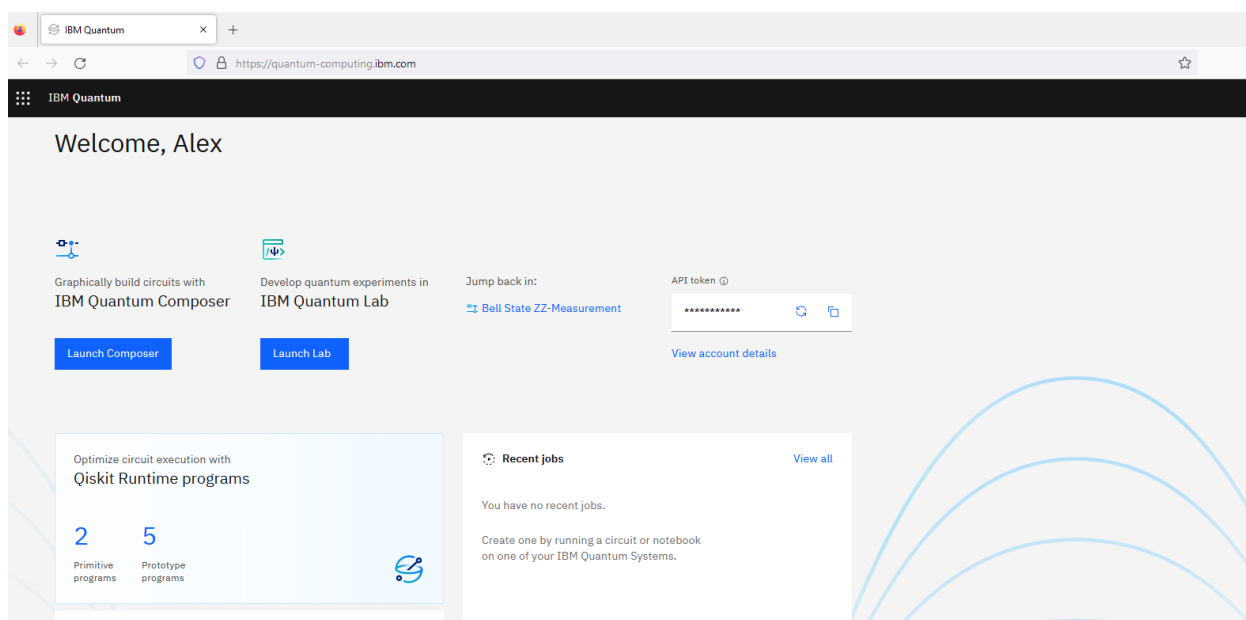 IBM Quantum
https://quantum-computing.ibm.com
IBM Quantum
Welcome, Alex
Graphically build circuits with
IBM Quantum Composer
Launch Composer
Develop quantum experiments in
IBM Quantum Lab
Launch Lab
Jump back in:
Bell State ZZ-Measurement
API token
***********
View account details
Optimize circuit execution with
Qiskit Runtime programs
2
Primitive
programs
5
Prototype
programs
Recent jobs
View all
You have no recent jobs.
Create one by running a circuit or notebook
on one of your IBM Quantum Systems.